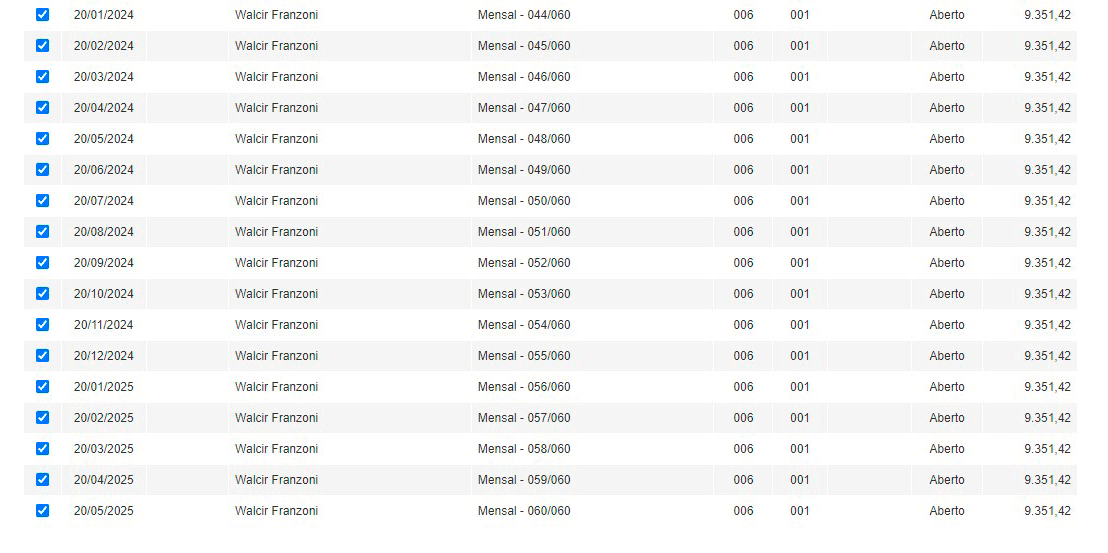 20/01/2024 Walcir Franzoni Mensal - 044/060 006 001 Aberto 9.351,42
20/02/2024 Walcir Franzoni Mensal - 045/060 006 001 Aberto 9.351,42
20/03/2024 Walcir Franzoni Mensal - 046/060 006 001 Aberto 9.351,42
20/04/2024 Walcir Franzoni Mensal - 047/060 006 001 Aberto 9.351,42
20/05/2024 Walcir Franzoni Mensal - 048/060 006 001 Aberto 9.351,42
20/06/2024 Walcir Franzoni Mensal - 049/060 006 001 Aberto 9.351,42
20/07/2024 Walcir Franzoni Mensal - 050/060 006 001 Aberto 9.351,42
20/08/2024 Walcir Franzoni Mensal - 051/060 006 001 Aberto 9.351,42
20/09/2024 Walcir Franzoni Mensal - 052/060 006 001 Aberto 9.351,42
20/10/2024 Walcir Franzoni Mensal - 053/060 006 001 Aberto 9.351,42
20/11/2024 Walcir Franzoni Mensal - 054/060 006 001 Aberto 9.351,42
20/12/2024 Walcir Franzoni Mensal - 055/060 006 001 Aberto 9.351,42
20/01/2025 Walcir Franzoni Mensal - 056/060 006 001 Aberto 9.351,42
20/02/2025 Walcir Franzoni Mensal - 057/060 006 001 Aberto 9.351,42
20/03/2025 Walcir Franzoni Mensal - 058/060 006 001 Aberto 9.351,42
20/04/2025 Walcir Franzoni Mensal - 059/060 006 001 Aberto 9.351,42
20/05/2025 Walcir Franzoni Mensal - 060/060 006 001 Aberto 9.351,42